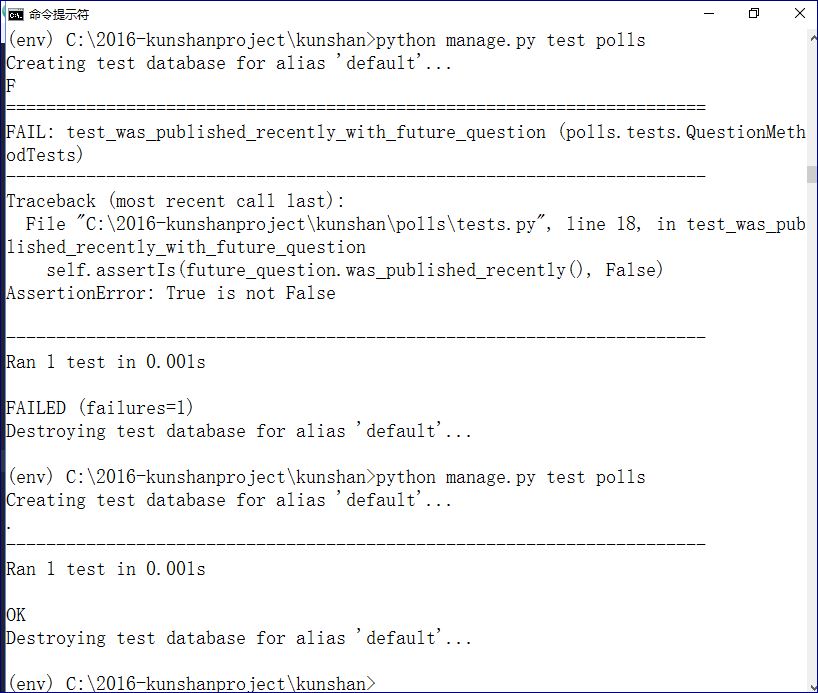 命令提示符
(env) C:\2016-kunshanproject\kunshan>python manage.py test polls
Creating test database for alias 'default'...
F
======================================================================
FAIL: test_was_published_recently_with_future_question (polls.tests.QuestionMeth
odTests)
----------------------------------------------------------------------
Traceback (most recent call last):
  File "C:\2016-kunshanproject\kunshan\polls\tests.py", line 18, in test_was_pub
lished_recently_with_future_question
    self.assertIs(future_question.was_published_recently(), False)
AssertionError: True is not False
----------------------------------------------------------------------
Ran 1 test in 0.001s
FAILED (failures=1)
Destroying test database for alias 'default'...
(env) C:\2016-kunshanproject\kunshan>python manage.py test polls
Creating test database for alias 'default'...
.
----------------------------------------------------------------------
Ran 1 test in 0.001s
OK
Destroying test database for alias 'default'...
(env) C:\2016-kunshanproject\kunshan>